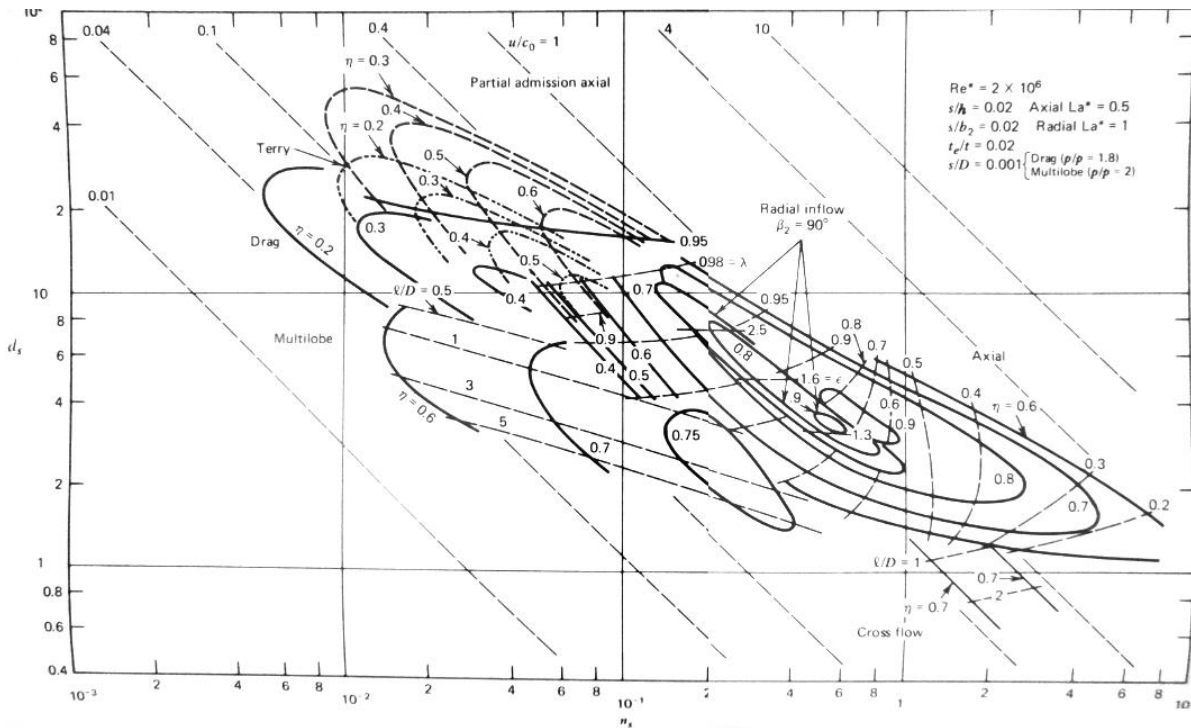 10²
0.04
0.1
0.4
u/c₀ = 1
4
10
8
η = 0.3
Partial admission axial
6
Re* = 2 × 10⁶
0.4
s/h = 0.02 Axial La* = 0.5
4
η = 0.2
s/b₂ = 0.02 Radial La* = 1
tₑ/t = 0.02
Terry
0.5
s/D = 0.001 { Drag (p/p = 1.8)
Multilobe (p/p = 2)
0.01
0.3
0.6
2
Radial inflow
β₂ = 90°
η = 0.2
0.3
Drag
0.4
0.95
0.98 = λ
0.5
ℓ/D = 0.5
0.4
0.7
10
0.95
8
Multilobe
1
0.9
2.5
0.8
0.9
0.7
0.5
Axial
dₛ
6
0.6
0.8
0.4
0.5
3
1.6 = ϵ
4
0.4
η = 0.6
η = 0.6
5
.9
0.6
0.9
0.75
1.3
0.7
0.3
2
0.8
0.2
0.7
1
ℓ/D = 1
0.7
0.8
2
η = 0.7
0.6
Cross flow
0.4
10⁻³
2
4
6
8
10⁻²
2
4
6
8
10⁻¹
2
4
6
8
1
2
4
6
8
10
nₛ